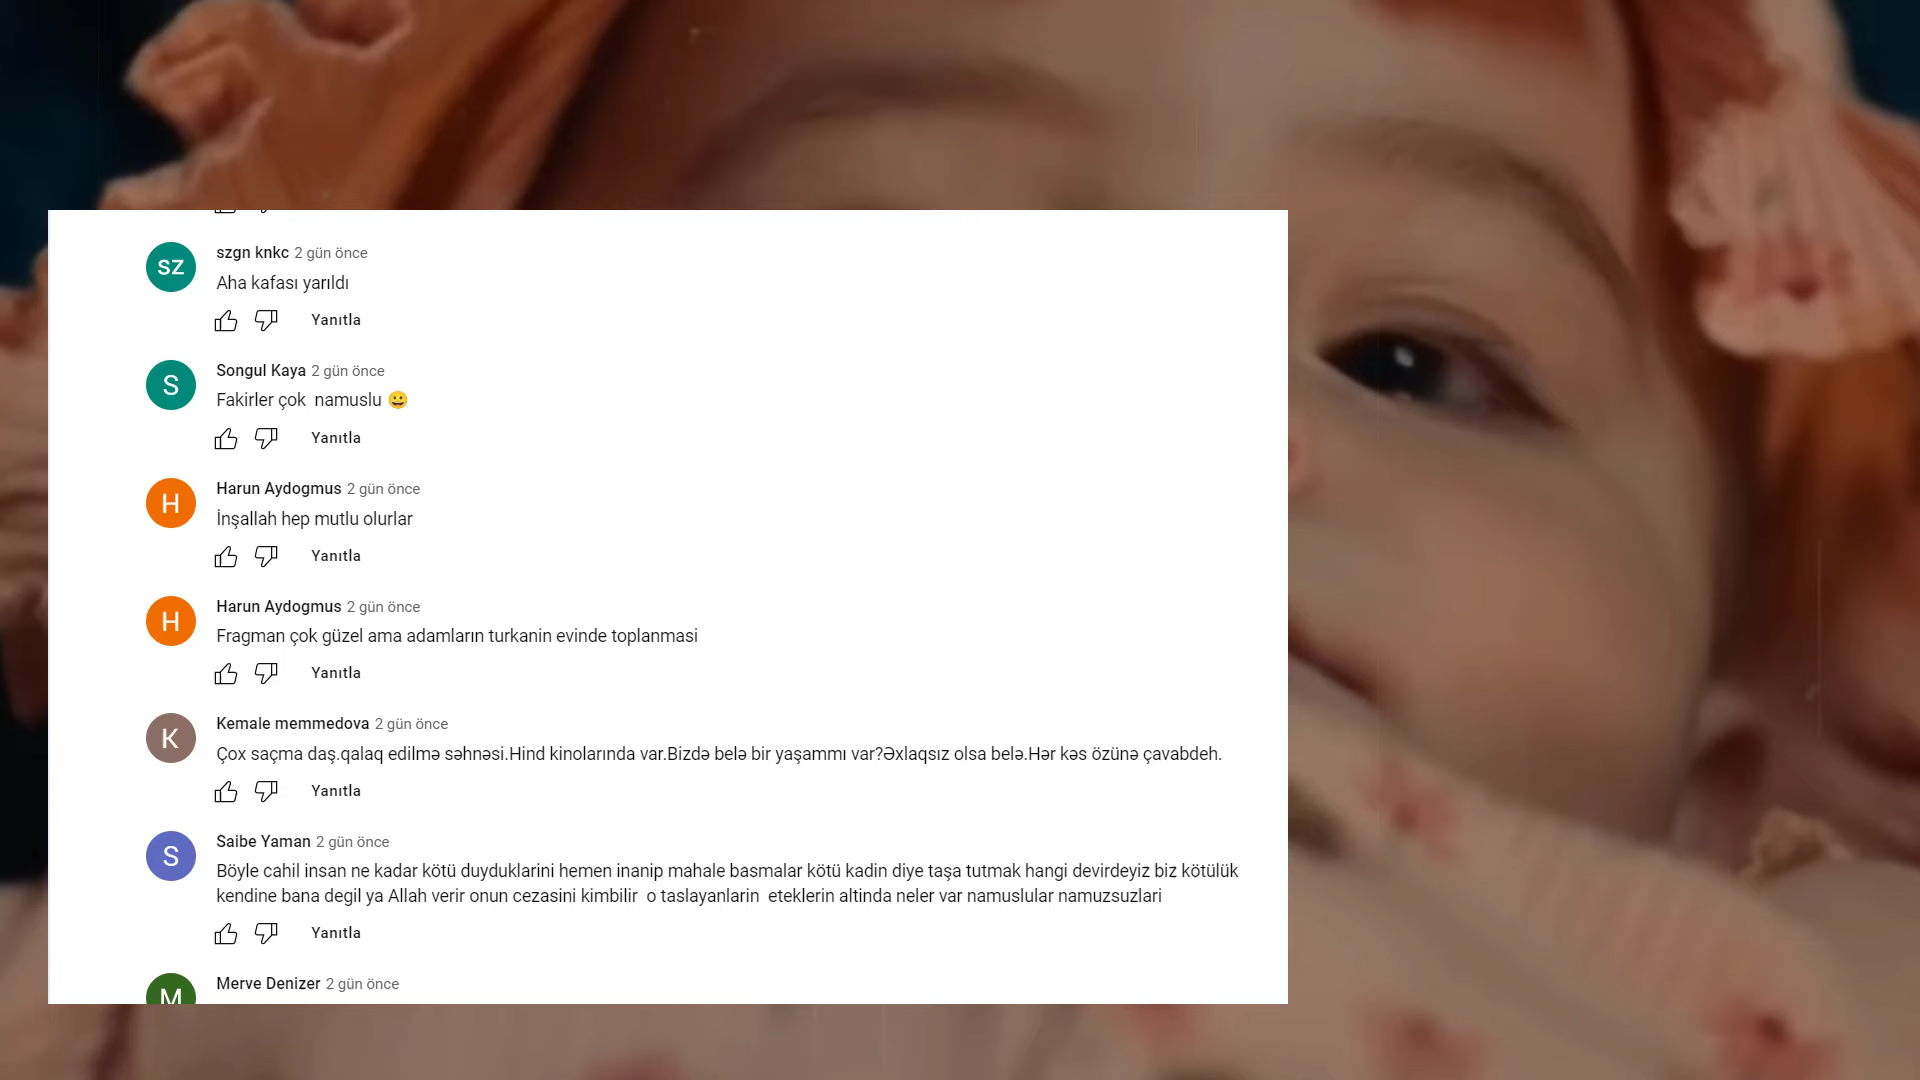 SZ
szgn knkc 2 gün önce
Aha kafası yarıldı
Yanıtla
S
Songul Kaya 2 gün önce
Fakirler çok  namuslu 😀
Yanıtla
H
Harun Aydogmus 2 gün önce
İnşallah hep mutlu olurlar
Yanıtla
H
Harun Aydogmus 2 gün önce
Fragman çok güzel ama adamların turkanin evinde toplanmasi
Yanıtla
K
Kemale memmedova 2 gün önce
Çox saçma daş.qalaq edilmə səhnəsi.Hind kinolarında var.Bizdə belə bir yaşammı var?Əxlaqsız olsa belə.Hər kəs özünə çavabdeh.
Yanıtla
S
Saibe Yaman 2 gün önce
Böyle cahil insan ne kadar kötü duyduklarini hemen inanip mahale basmalar kötü kadin diye taşa tutmak hangi devirdeyiz biz kötülük
kendine bana degil ya Allah verir onun cezasini kimbilir  o taslayanlarin  eteklerin altinda neler var namuslular namuzsuzlari
Yanıtla
M
Merve Denizer 2 gün önce